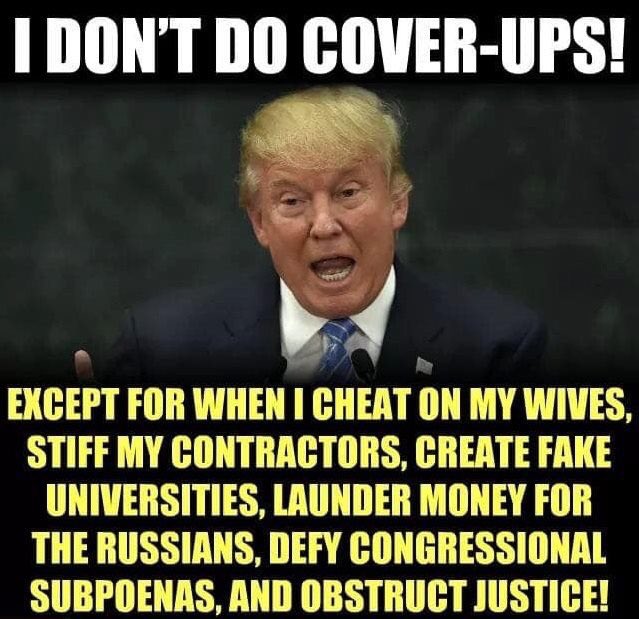 I DON'T DO COVER-UPS!
EXCEPT FOR WHEN I CHEAT ON MY WIVES,
STIFF MY CONTRACTORS, CREATE FAKE
UNIVERSITIES, LAUNDER MONEY FOR
THE RUSSIANS, DEFY CONGRESSIONAL
SUBPOENAS, AND OBSTRUCT JUSTICE!